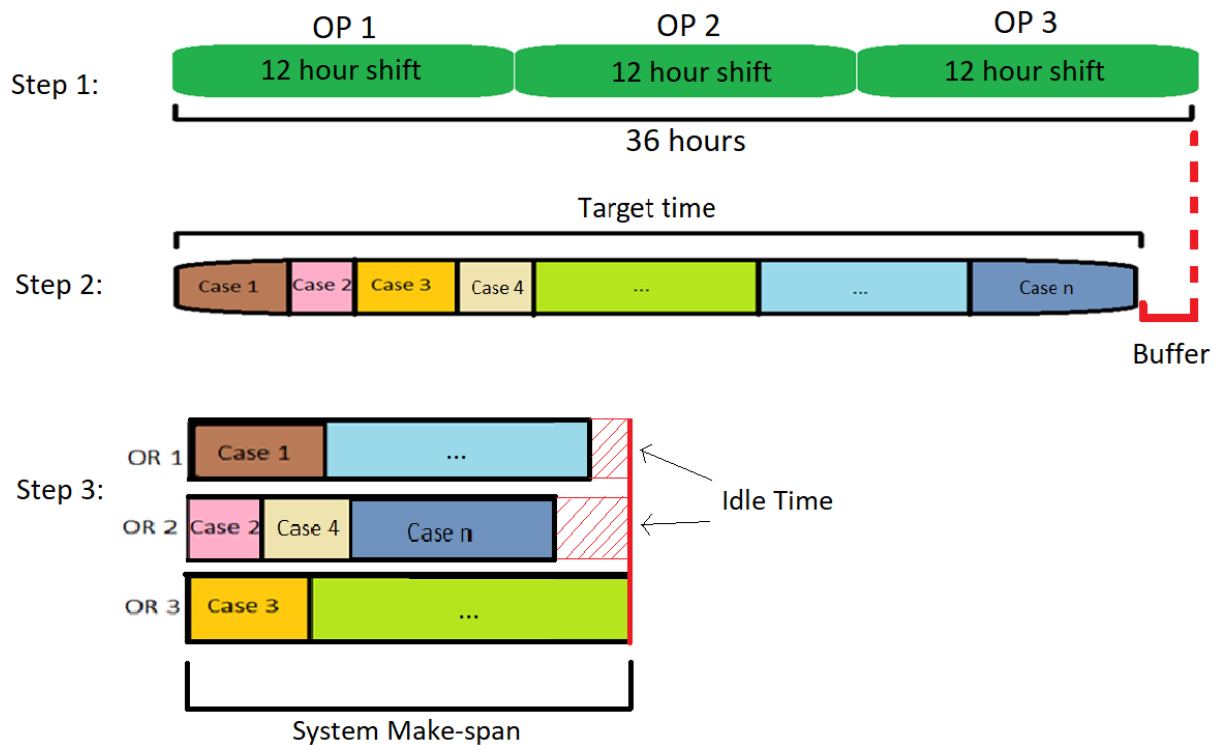 OP 1 OP 2 OP 3
Step 1: 12 hour shift 12 hour shift 12 hour shift
36 hours
Target time
Step 2: Case 1 Case 2 Case 3 Case 4 ... ... Case n
Buffer
OR 1 Case 1 ...
Step 3:
Idle Time
OR 2 Case 2 Case 4 Case n
OR 3 Case 3 ...
System Make-span